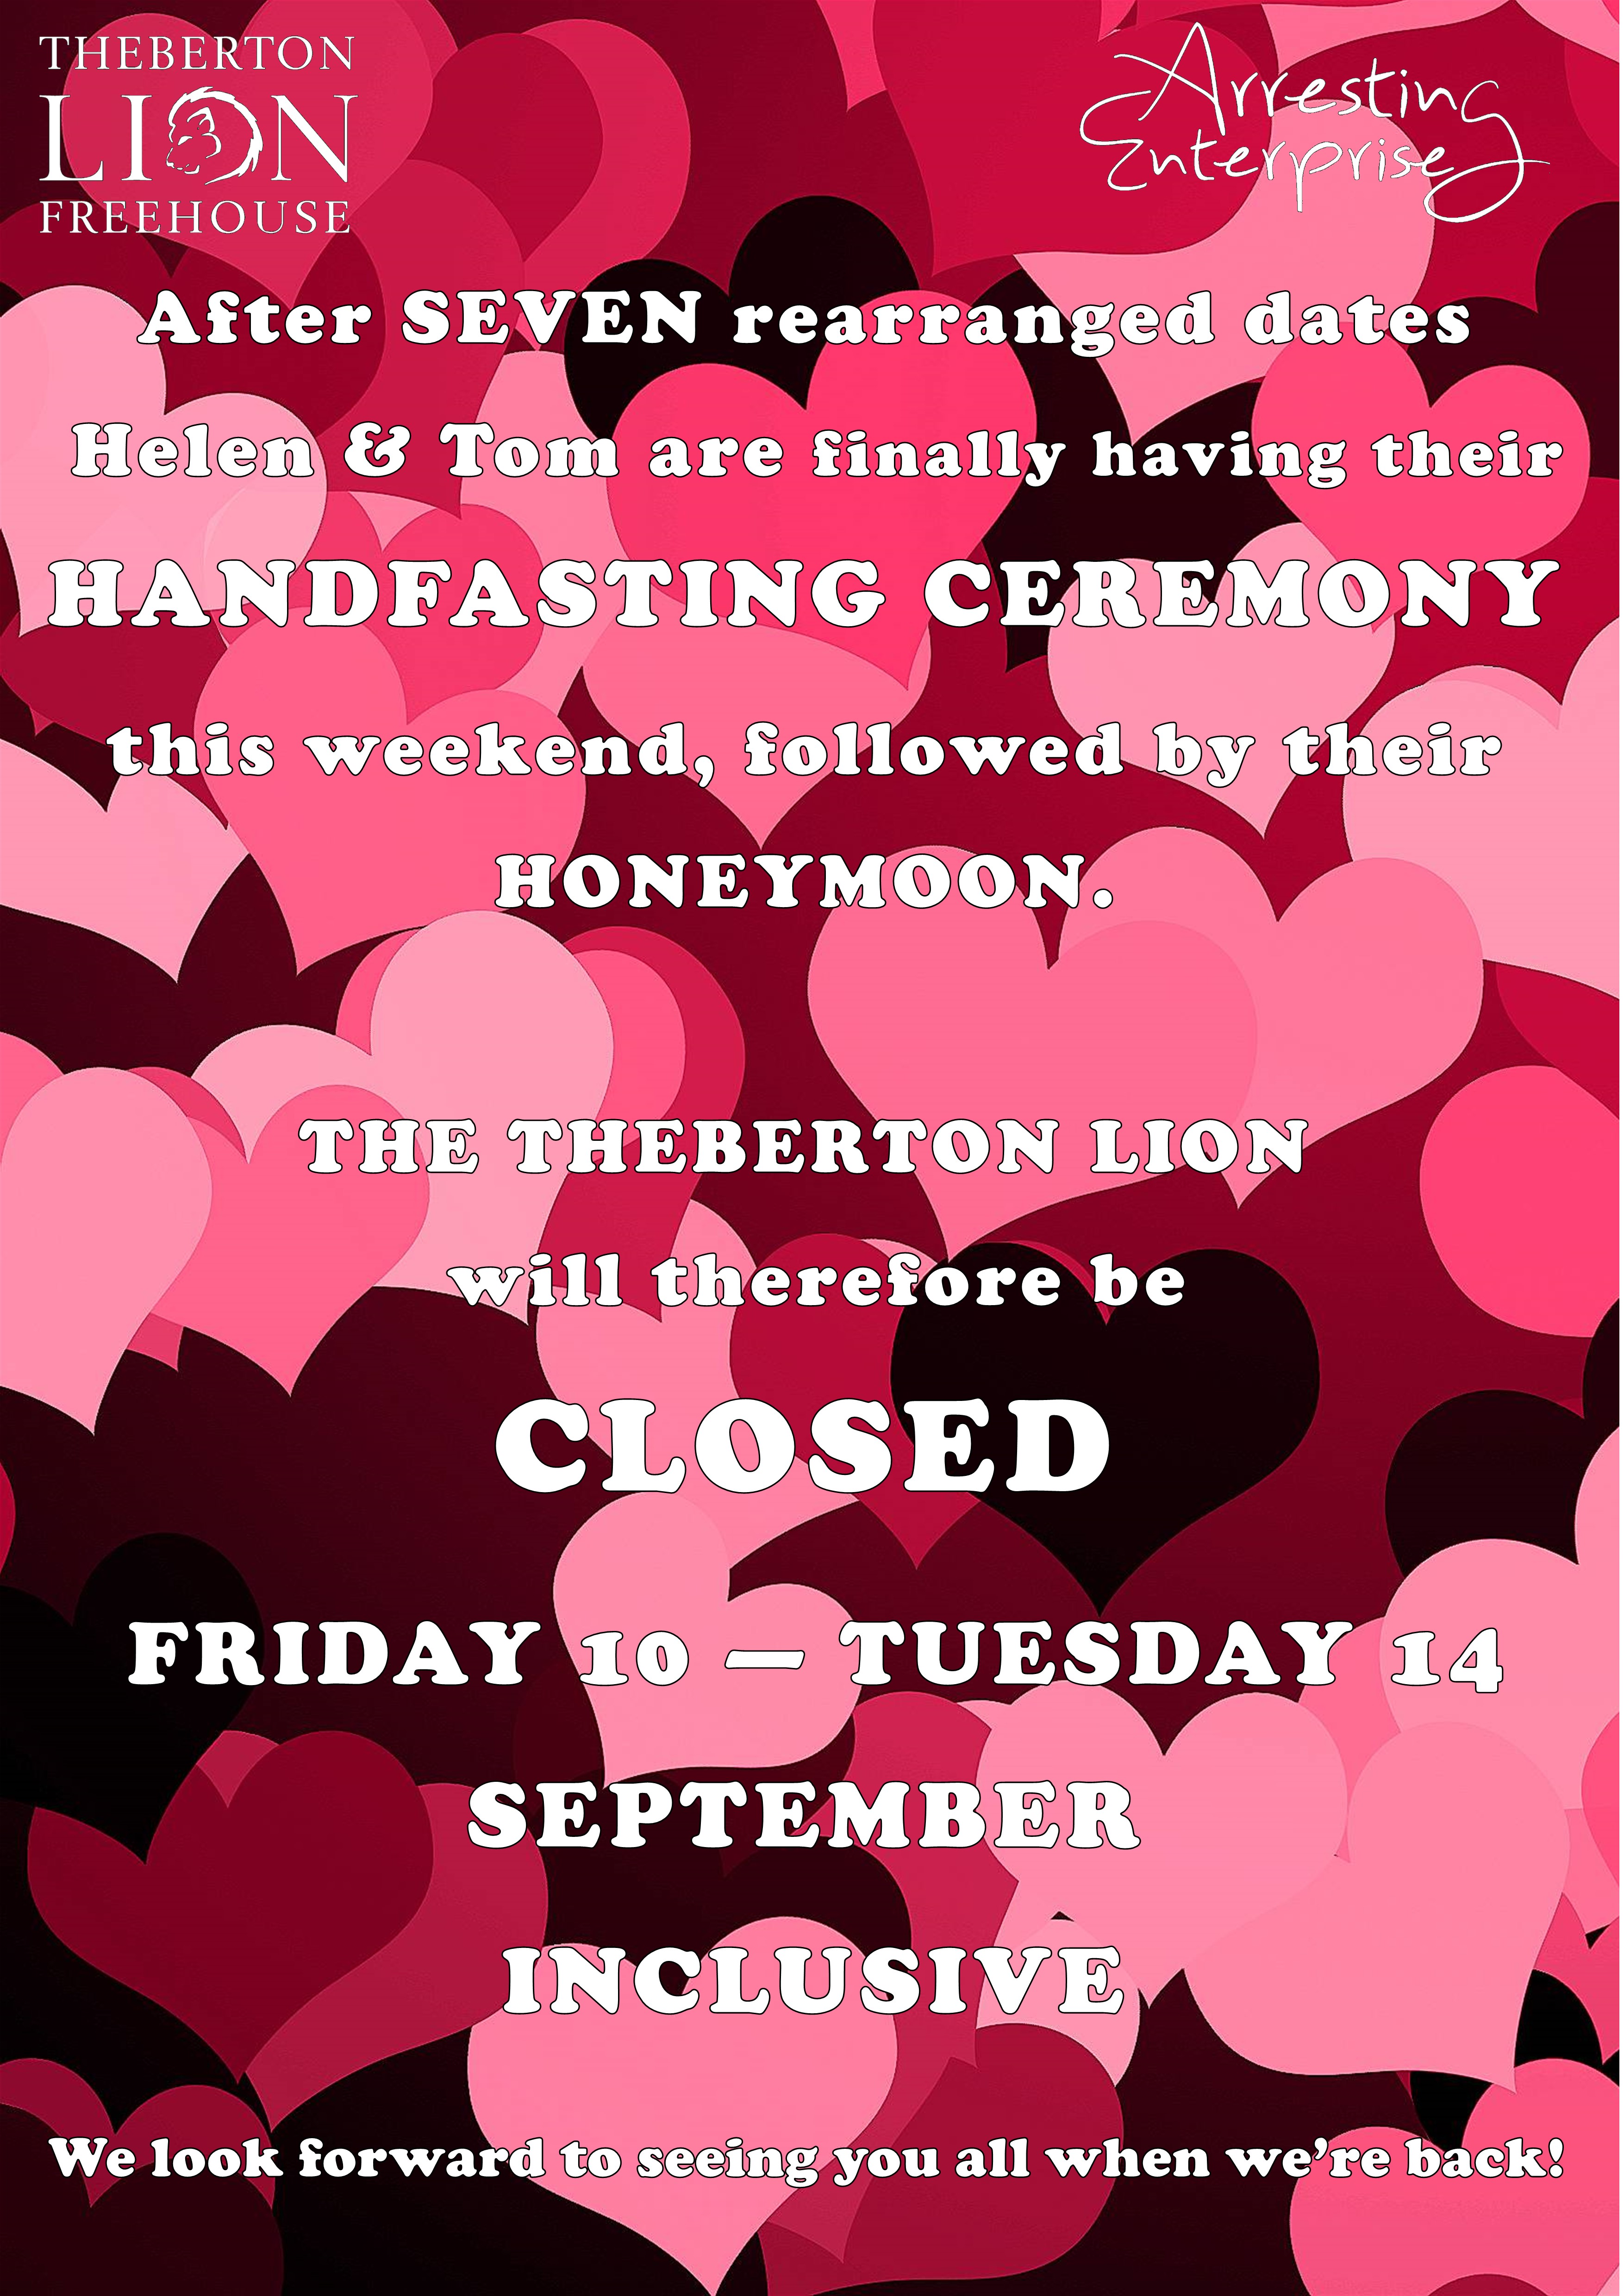 THEBERTON
LION
FREEHOUSE
Arresting
Enterprise
After SEVEN rearranged dates
Helen & Tom are finally having their
HANDFASTING CEREMONY
this weekend, followed by their
HONEYMOON.
THE THEBERTON LION
will therefore be
CLOSED
FRIDAY 10 – TUESDAY 14
SEPTEMBER
INCLUSIVE
We look forward to seeing you all when we’re back!